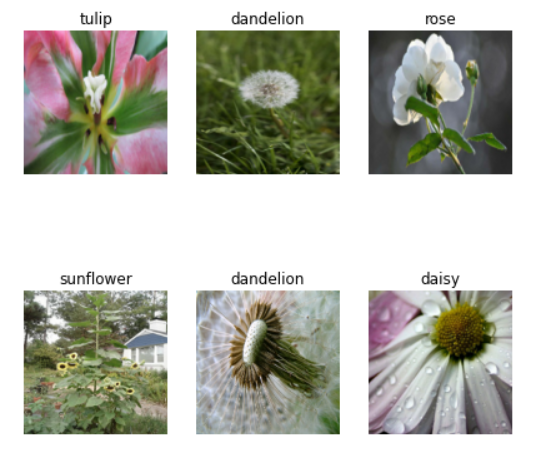 tulip dandelion rose
sunflower dandelion daisy